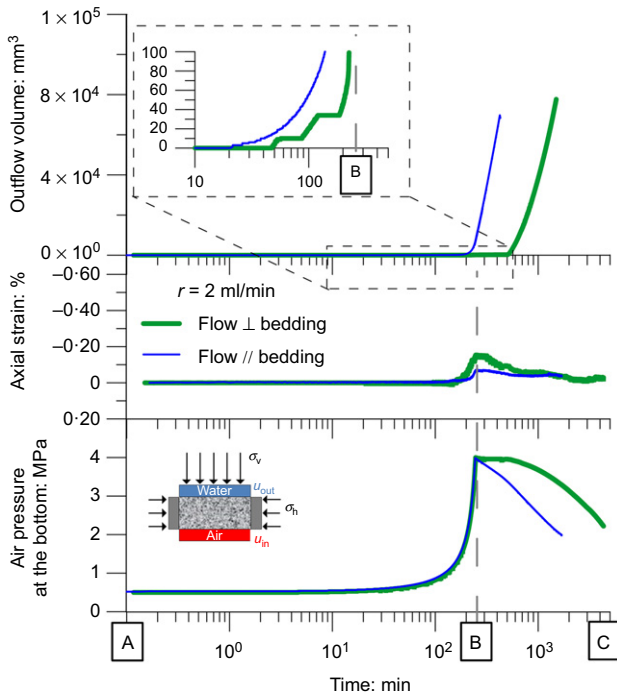 1 × 10⁵
8 × 10⁴
4 × 10⁴
0 × 10⁰
Outflow volume: mm³
100
80
60
40
20
0
10
100
B
−0·60
−0·40
−0·20
0
0·20
Axial strain: %
r = 2 ml/min
Flow ⊥ bedding
Flow // bedding
4
3
2
1
0
Air pressure
at the bottom: MPa
σv
Water
uout
σh
Air
uin
A
10⁰
10¹
10²
B
10³
C
Time: min